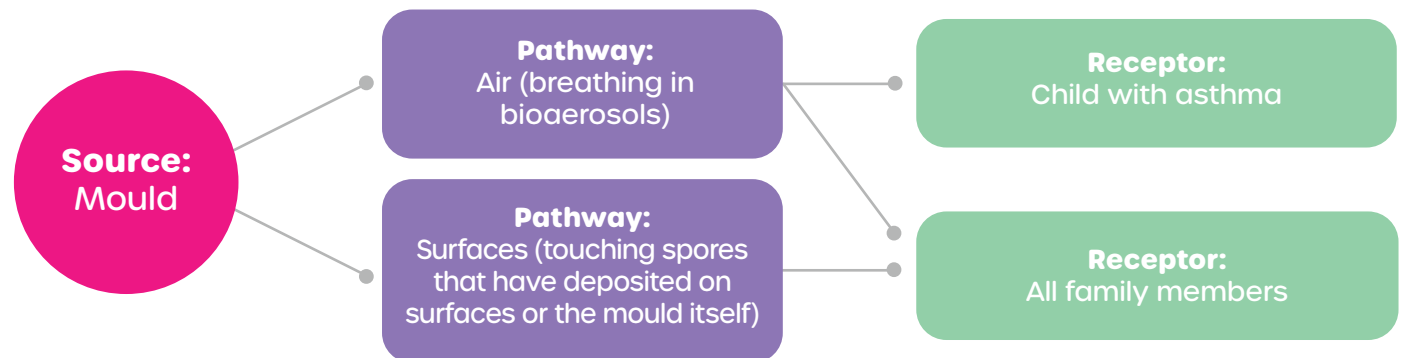 Source:
Mould
Pathway:
Air (breathing in
bioaerosols)
Pathway:
Surfaces (touching spores
that have deposited on
surfaces or the mould itself)
Receptor:
Child with asthma
Receptor:
All family members